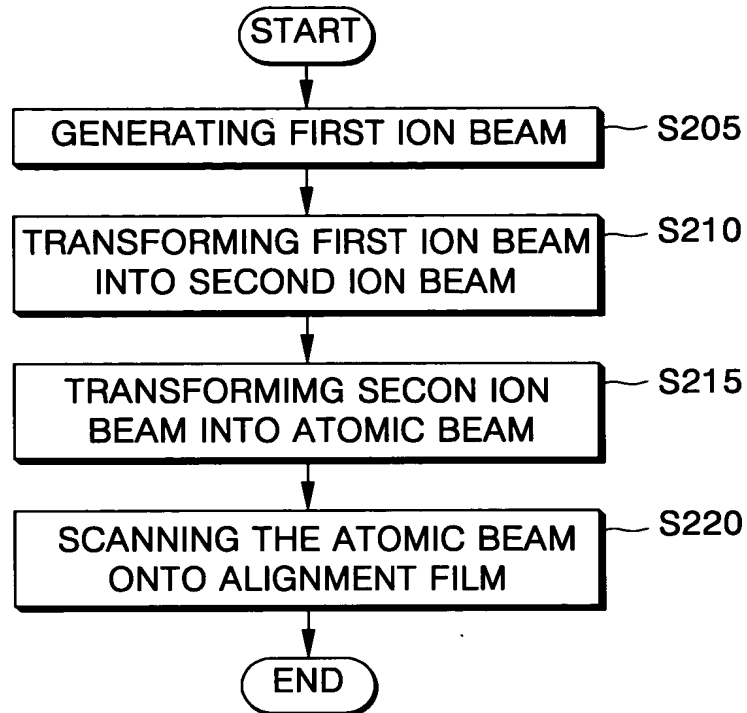 START
GENERATING FIRST ION BEAM
S205
TRANSFORMING FIRST ION BEAM
INTO SECOND ION BEAM
S210
TRANSFORMIMG SECON ION
BEAM INTO ATOMIC BEAM
S215
SCANNING THE ATOMIC BEAM
ONTO ALIGNMENT FILM
S220
END